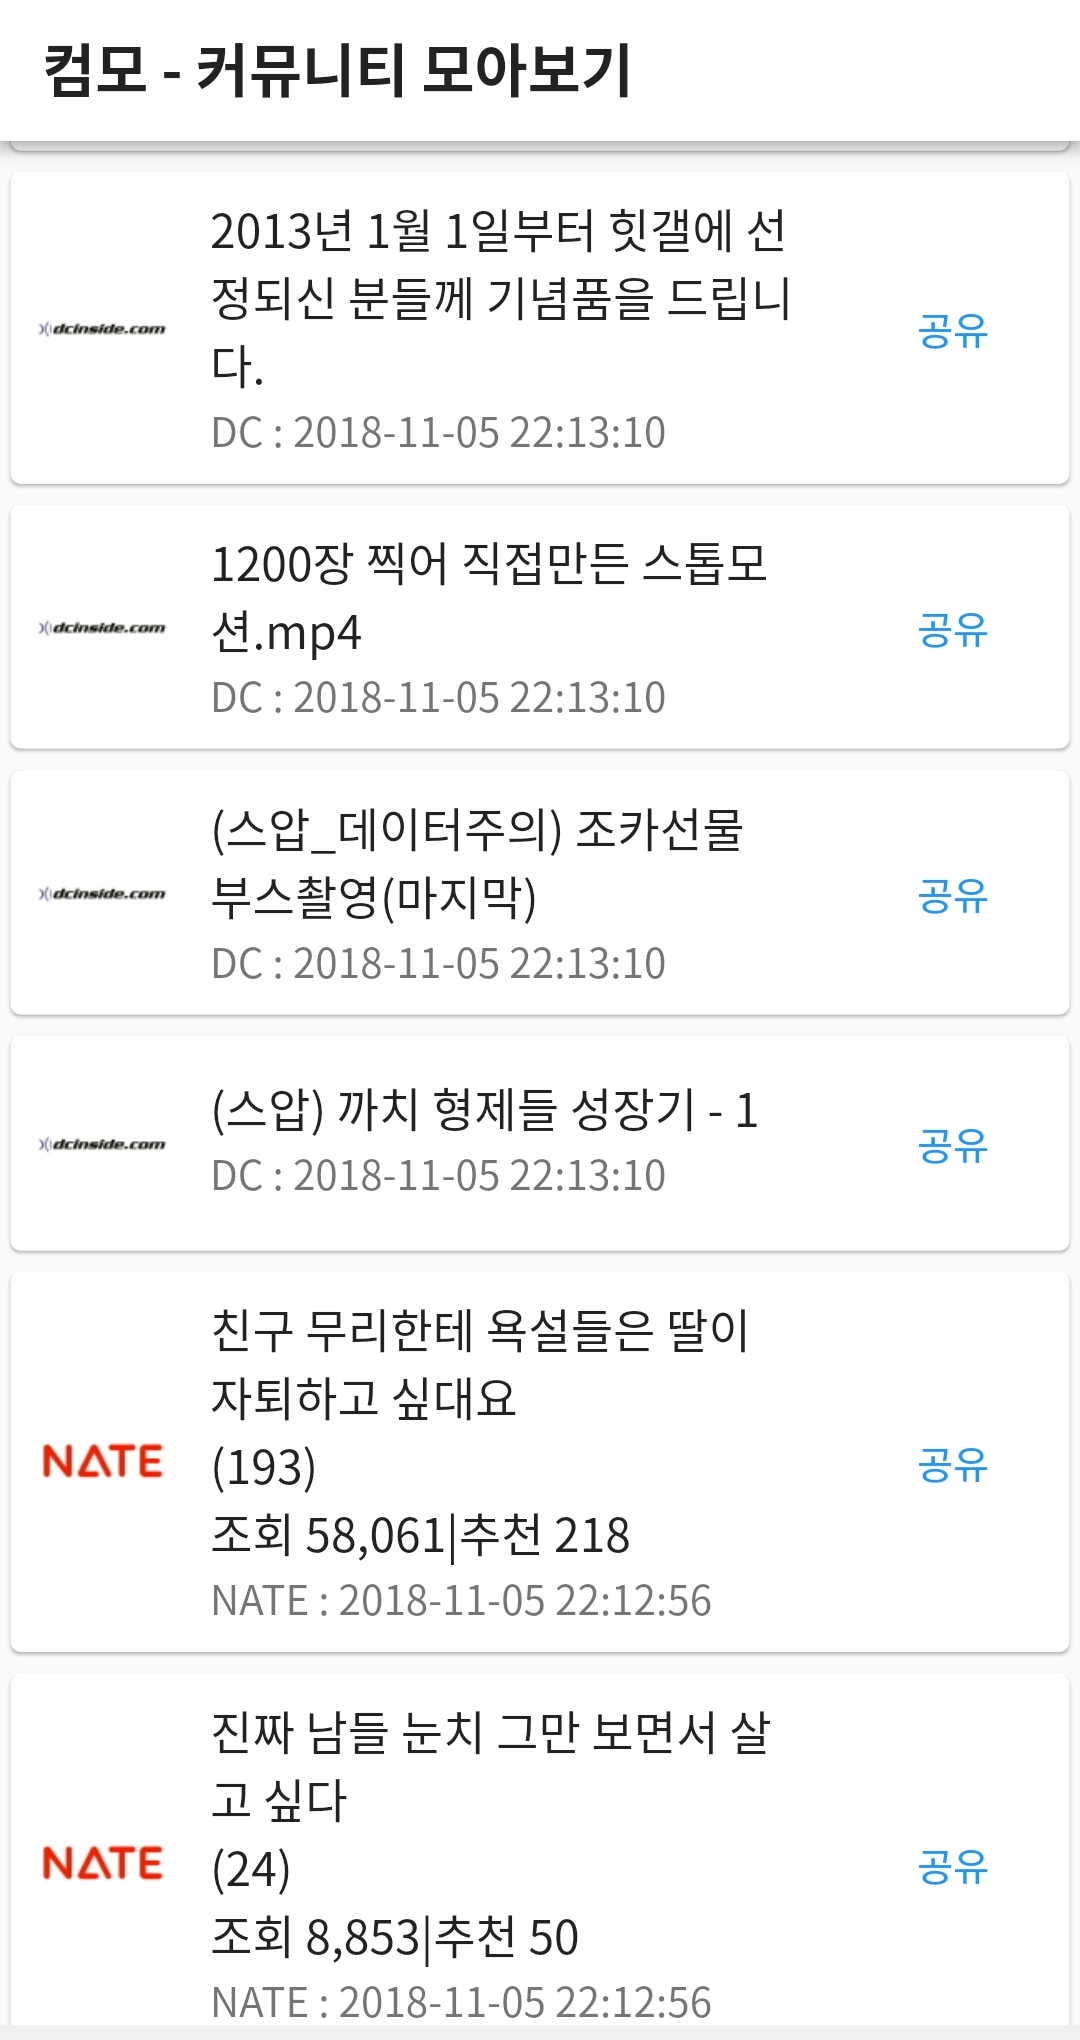 컴모 - 커뮤니티 모아보기
2013년 1월 1일부터 힛갤에 선
정되신 분들께 기념품을 드립니
다.
DC : 2018-11-05 22:13:10
dcinside.com
공유
1200장 찍어 직접만든 스톱모
션.mp4
DC : 2018-11-05 22:13:10
dcinside.com
공유
(스압_데이터주의) 조카선물
부스촬영(마지막)
DC : 2018-11-05 22:13:10
dcinside.com
공유
(스압) 까치 형제들 성장기 - 1
DC : 2018-11-05 22:13:10
dcinside.com
공유
친구 무리한테 욕설들은 딸이
자퇴하고 싶대요
(193)
조회 58,061|추천 218
NATE : 2018-11-05 22:12:56
NATE
공유
진짜 남들 눈치 그만 보면서 살
고 싶다
(24)
조회 8,853|추천 50
NATE : 2018-11-05 22:12:56
NATE
공유